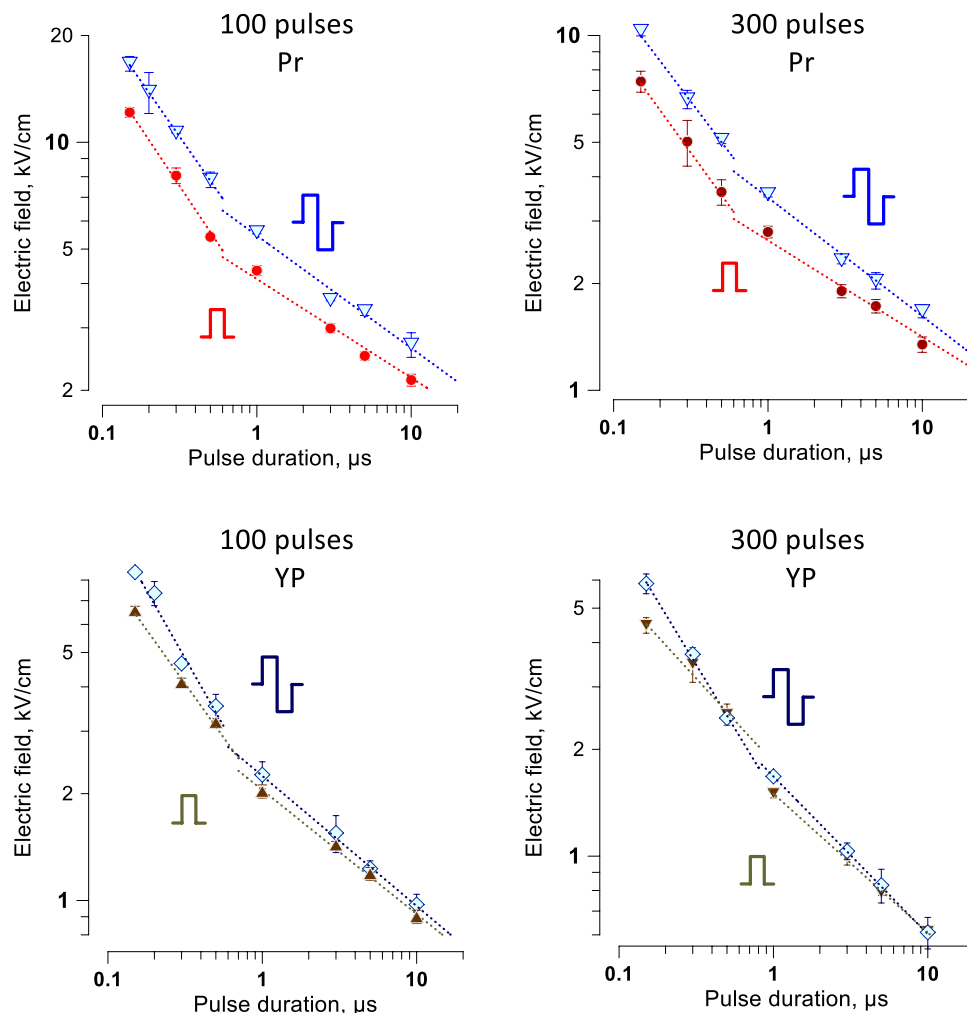 100 pulses
Pr
Electric field, kV/cm
20
10
5
2
0.1 1 10
Pulse duration, µs
300 pulses
Pr
Electric field, kV/cm
10
5
2
1
0.1 1 10
Pulse duration, µs
100 pulses
YP
Electric field, kV/cm
5
2
1
0.1 1 10
Pulse duration, µs
300 pulses
YP
Electric field, kV/cm
5
2
1
0.1 1 10
Pulse duration, µs